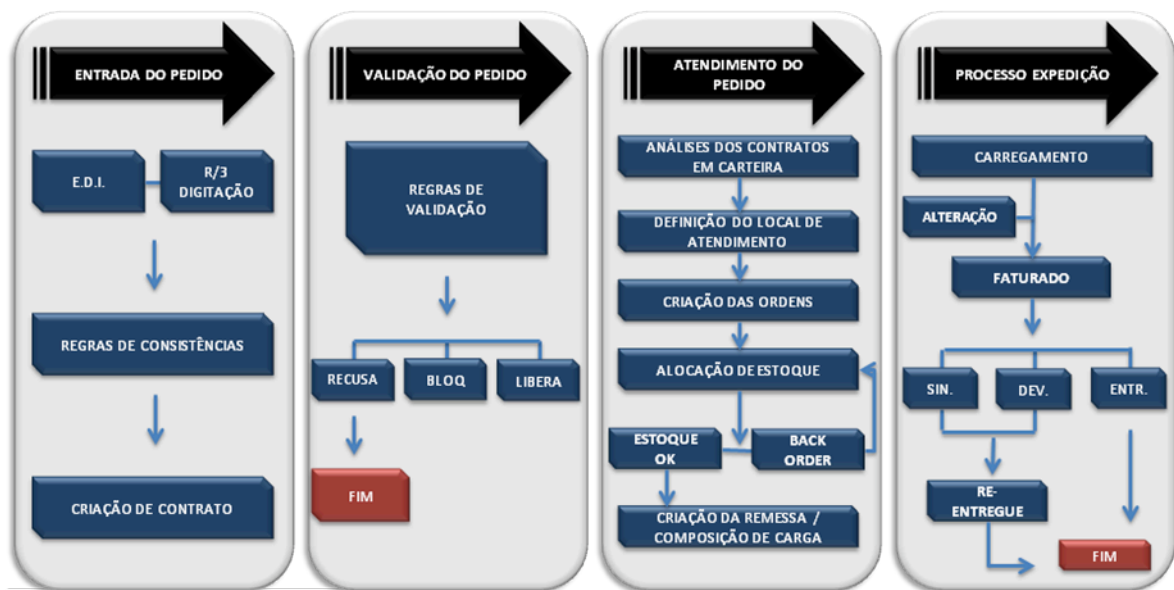 ENTRADA DO PEDIDO
E.D.I.
R/3
DIGITAÇÃO
REGRAS DE CONSISTÊNCIAS
CRIAÇÃO DE CONTRATO
VALIDAÇÃO DO PEDIDO
REGRAS DE
VALIDAÇÃO
RECUSA
BLOQ
LIBERA
FIM
ATENDIMENTO DO
PEDIDO
ANÁLISES DOS CONTRATOS
EM CARTEIRA
DEFINIÇÃO DO LOCAL DE
ATENDIMENTO
CRIAÇÃO DAS ORDENS
ALOCAÇÃO DE ESTOQUE
ESTOQUE
OK
BACK
ORDER
CRIAÇÃO DA REMESSA /
COMPOSIÇÃO DE CARGA
PROCESSO EXPEDIÇÃO
CARREGAMENTO
ALTERAÇÃO
FATURADO
SIN.
DEV.
ENTR.
RE-
ENTREGUE
FIM